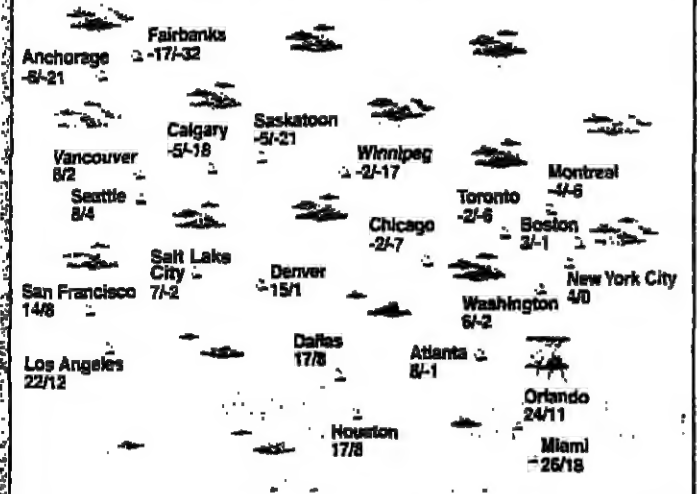 Fairbanks
-17/-32
Anchorage
-6/-21
Calgary
-5/-18
Saskatoon
-5/-21
Winnipeg
-2/-17
Vancouver
8/2
Seattle
8/4
Montreal
-4/-6
Toronto
-2/-6
Boston
3/-1
Chicago
-2/-7
Salt Lake
City
7/-2
Denver
15/1
New York City
4/0
San Francisco
14/8
Washington
6/-2
Los Angeles
22/12
Dallas
17/8
Atlanta
8/-1
Orlando
24/11
Houston
17/8
Miami
26/18